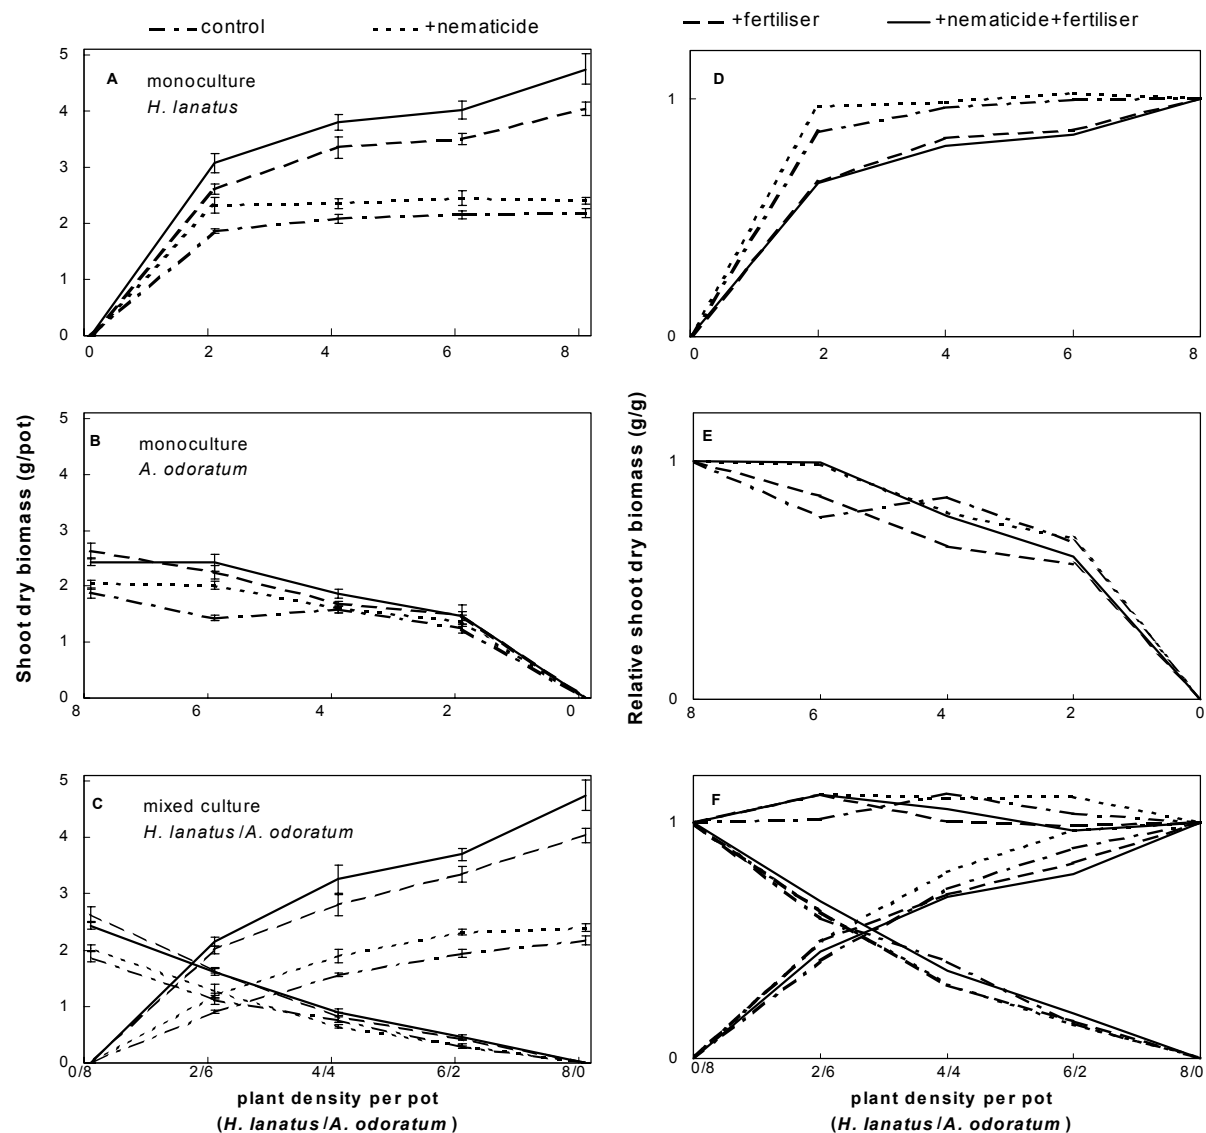 control
+nematicide
+fertiliser
+nematicide+fertiliser
Shoot dry biomass (g/pot)
5
4
3
2
1
0
A
monoculture
H. lanatus
0 2 4 6 8
5
4
3
2
1
0
B
monoculture
A. odoratum
8 6 4 2 0
5
4
3
2
1
0
C
mixed culture
H. lanatus/A. odoratum
0/8 2/6 4/4 6/2 8/0
plant density per pot
(H. lanatus/A. odoratum)
Relative shoot dry biomass (g/g)
1
0
D
0 2 4 6 8
1
0
E
8 6 4 2 0
1
0
F
0/8 2/6 4/4 6/2 8/0
plant density per pot
(H. lanatus/A. odoratum)